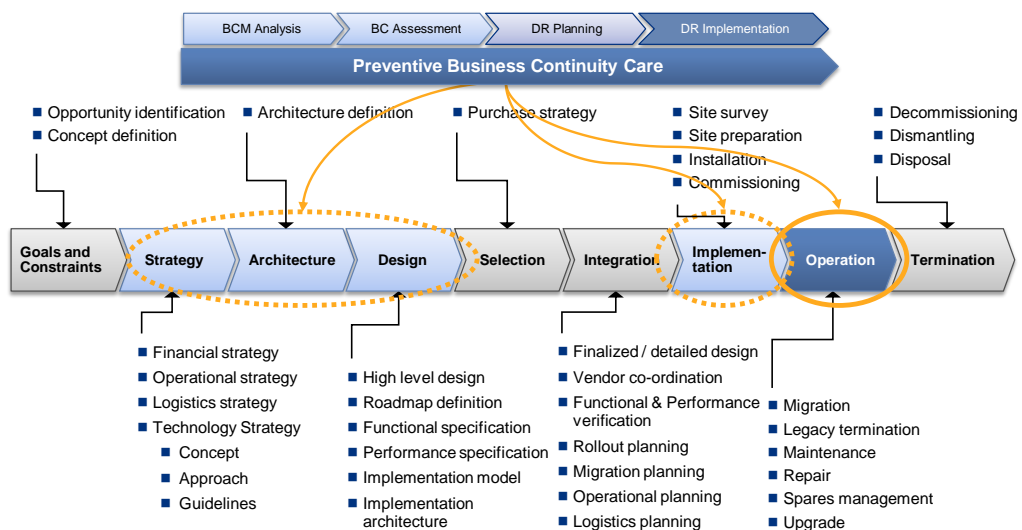 BCM Analysis
BC Assessment
DR Planning
DR Implementation
Preventive Business Continuity Care
Opportunity identification
Concept definition
Architecture definition
Purchase strategy
Site survey
Site preparation
Installation
Commissioning
Decommissioning
Dismantling
Disposal
Goals and
Constraints
Strategy
Architecture
Design
Selection
Integration
Implemen-
tation
Operation
Termination
Financial strategy
Operational strategy
Logistics strategy
Technology Strategy
Concept
Approach
Guidelines
High level design
Roadmap definition
Functional specification
Performance specification
Implementation model
Implementation
architecture
Finalized / detailed design
Vendor co-ordination
Functional & Performance
verification
Rollout planning
Migration planning
Operational planning
Logistics planning
Migration
Legacy termination
Maintenance
Repair
Spares management
Upgrade